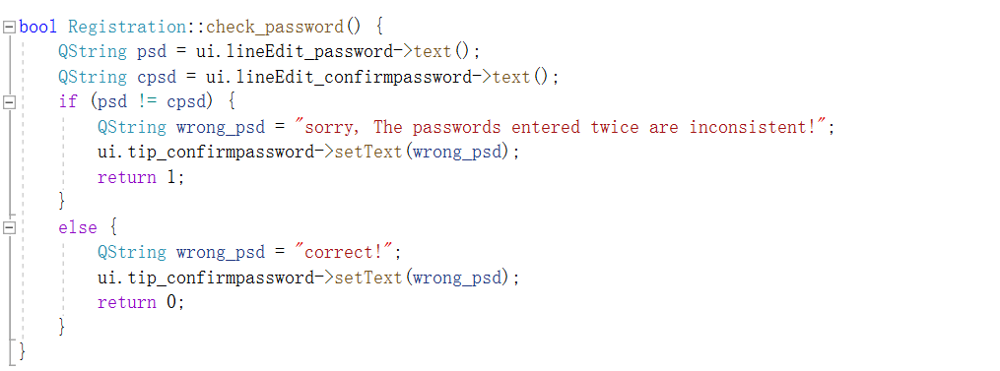 bool Registration::check_password() {
    QString psd = ui.lineEdit_password->text();
    QString cpsd = ui.lineEdit_confirmpassword->text();
    if (psd != cpsd) {
        QString wrong_psd = "sorry, The passwords entered twice are inconsistent!";
        ui.tip_confirmpassword->setText(wrong_psd);
        return 1;
    }
    else {
        QString wrong_psd = "correct!";
        ui.tip_confirmpassword->setText(wrong_psd);
        return 0;
    }
}